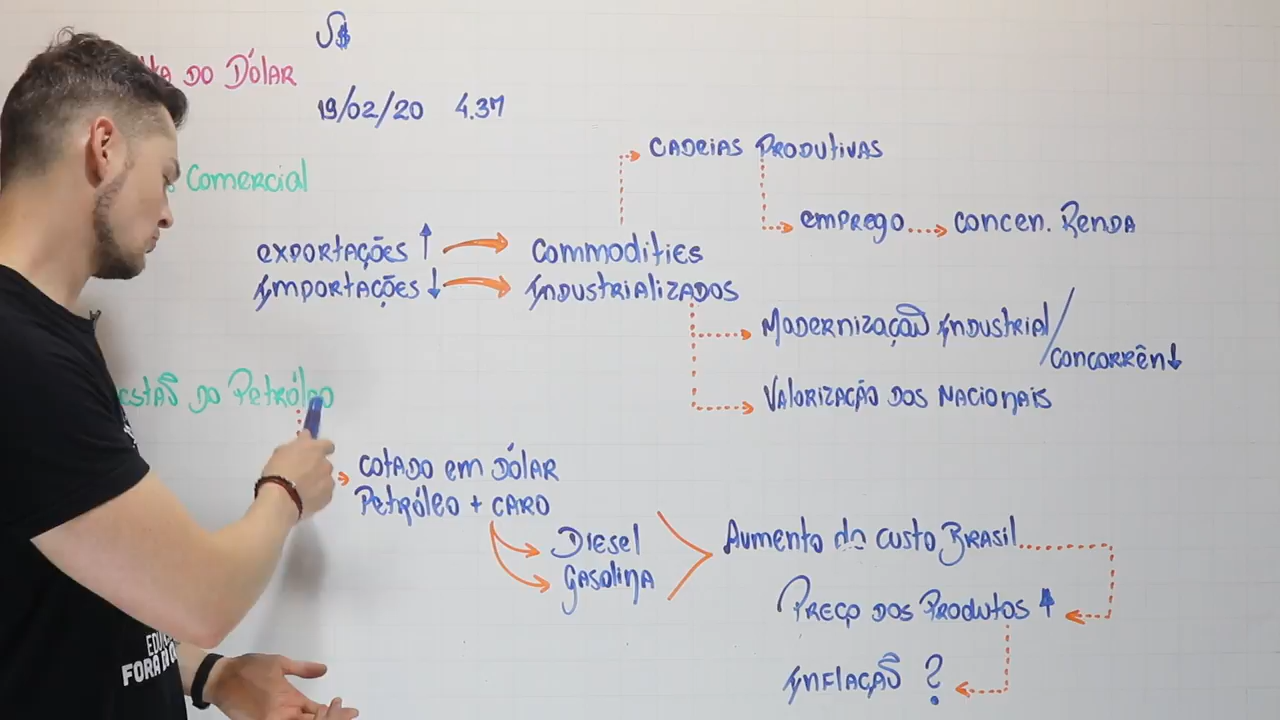 U$
do Dólar
19/02/20 4.37
Comercial
Cadeias Produtivas
emprego concen. Renda
exportações ↑ Commodities
Importações ↓ Industrializados
Modernização Industrial/
concorrên↓
Valorização dos Nacionais
do Petróleo
cotado em dólar
Petróleo + caro
Diesel
Gasolina
Aumento do custo Brasil
Preço dos Produtos ↑
Inflação ?
FORA